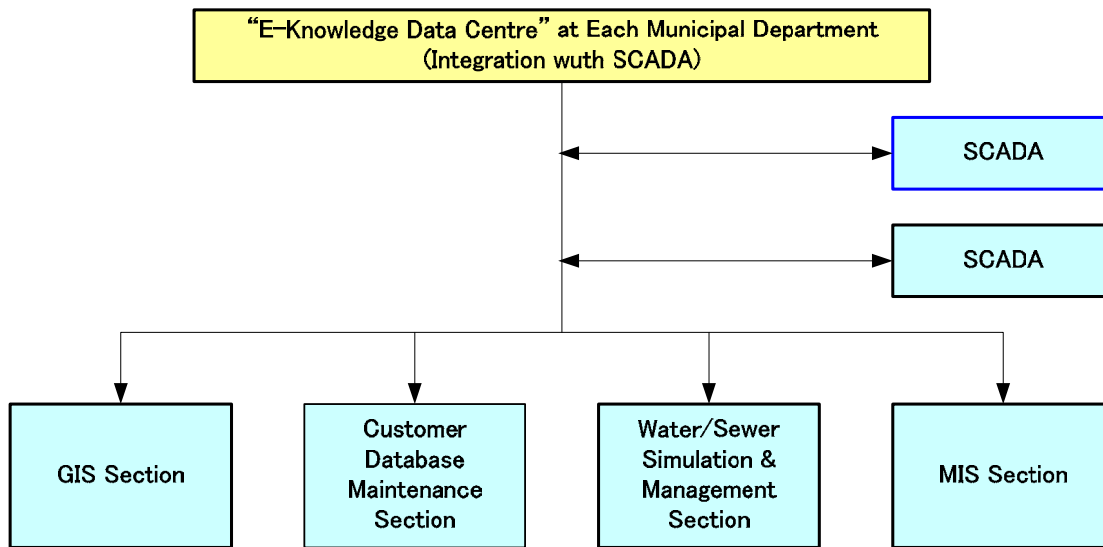 “E-Knowledge Data Centre” at Each Municipal Department
(Integration wuth SCADA)
SCADA
SCADA
GIS Section
Customer
Database
Maintenance
Section
Water/Sewer
Simulation &
Management
Section
MIS Section